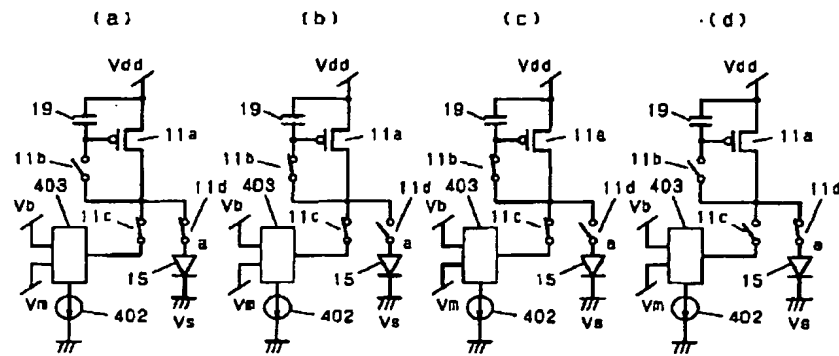 (a) (b) (c) (d)
Vdd Vdd Vdd Vdd
19 19 19 19
11a 11a 11a 11a
11b 11b 11b 11b
403 403 403 403
11d 11d 11d 11d
Vb Vb Vb Vb
11c 11c 11c 11c
a a a a
15 15 15 15
Vm Vm Vm Vm
402 402 402 402
Vs Vs Vs Vs